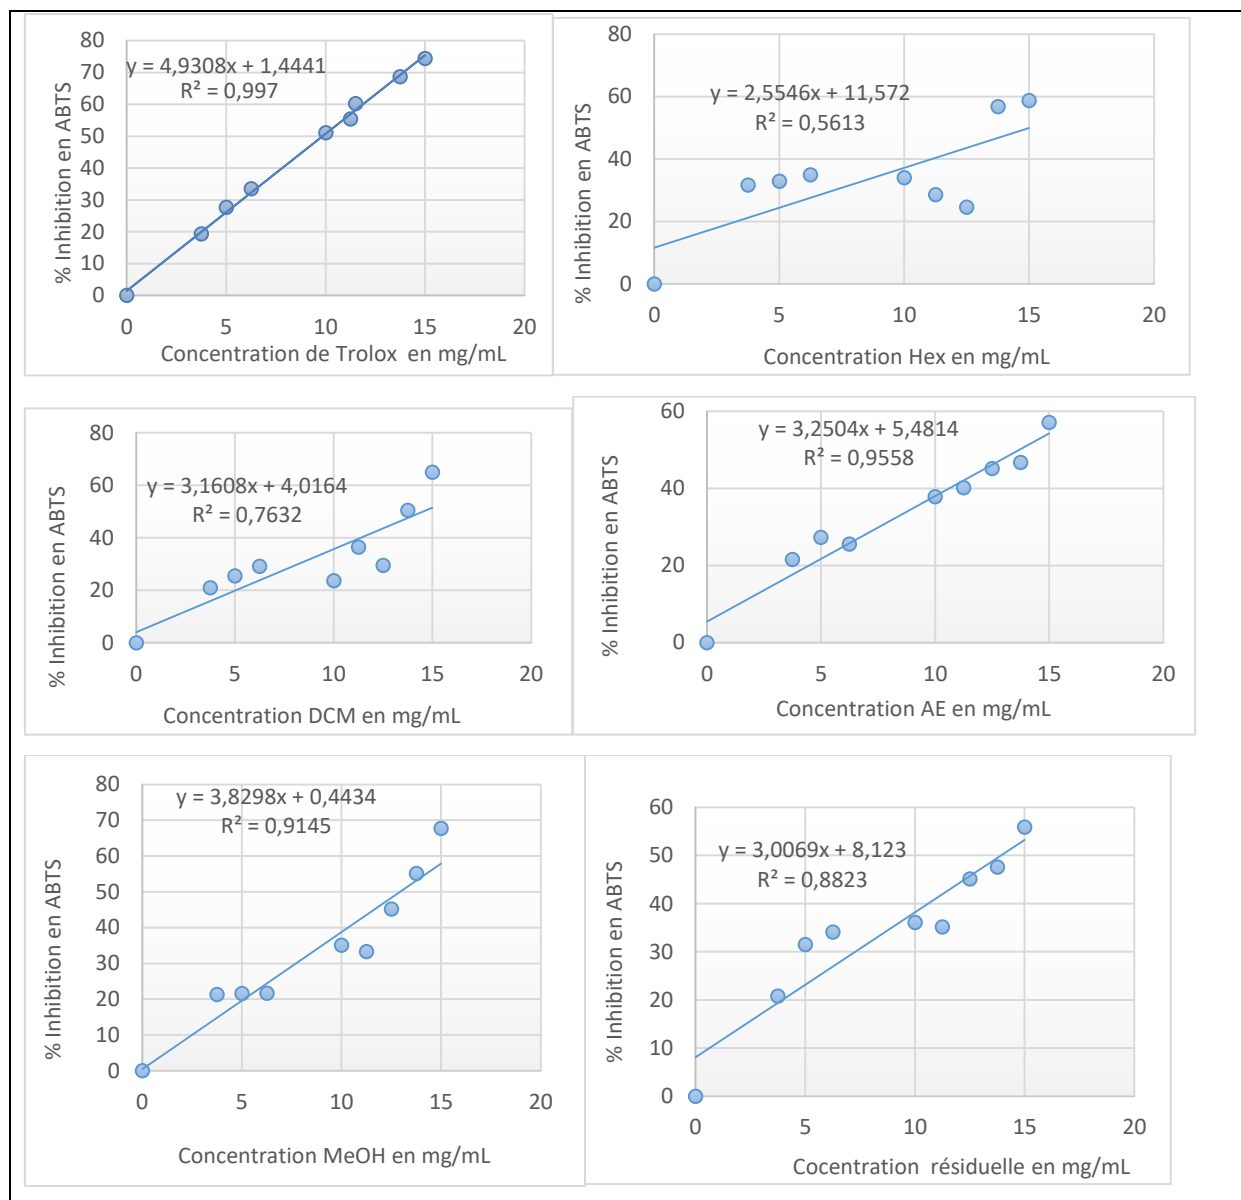 y = 4,9308x + 1,4441
R² = 0,997
% Inhibition en ABTS
80
70
60
50
40
30
20
10
0
0 5 10 15 20
Concentration de Trolox en mg/mL
y = 2,5546x + 11,572
R² = 0,5613
% Inhibition en ABTS
80
60
40
20
0
0 5 10 15 20
Concentration Hex en mg/mL
y = 3,1608x + 4,0164
R² = 0,7632
% Inhibition en ABTS
80
60
40
20
0
0 5 10 15 20
Concentration DCM en mg/mL
y = 3,2504x + 5,4814
R² = 0,9558
% Inhibition en ABTS
60
40
20
0
0 5 10 15 20
Concentration AE en mg/mL
y = 3,8298x + 0,4434
R² = 0,9145
% Inhibition en ABTS
80
70
60
50
40
30
20
10
0
0 5 10 15 20
Concentration MeOH en mg/mL
y = 3,0069x + 8,123
R² = 0,8823
% Inhibition en ABTS
60
50
40
30
20
10
0
0 5 10 15 20
Cocentration résiduelle en mg/mL